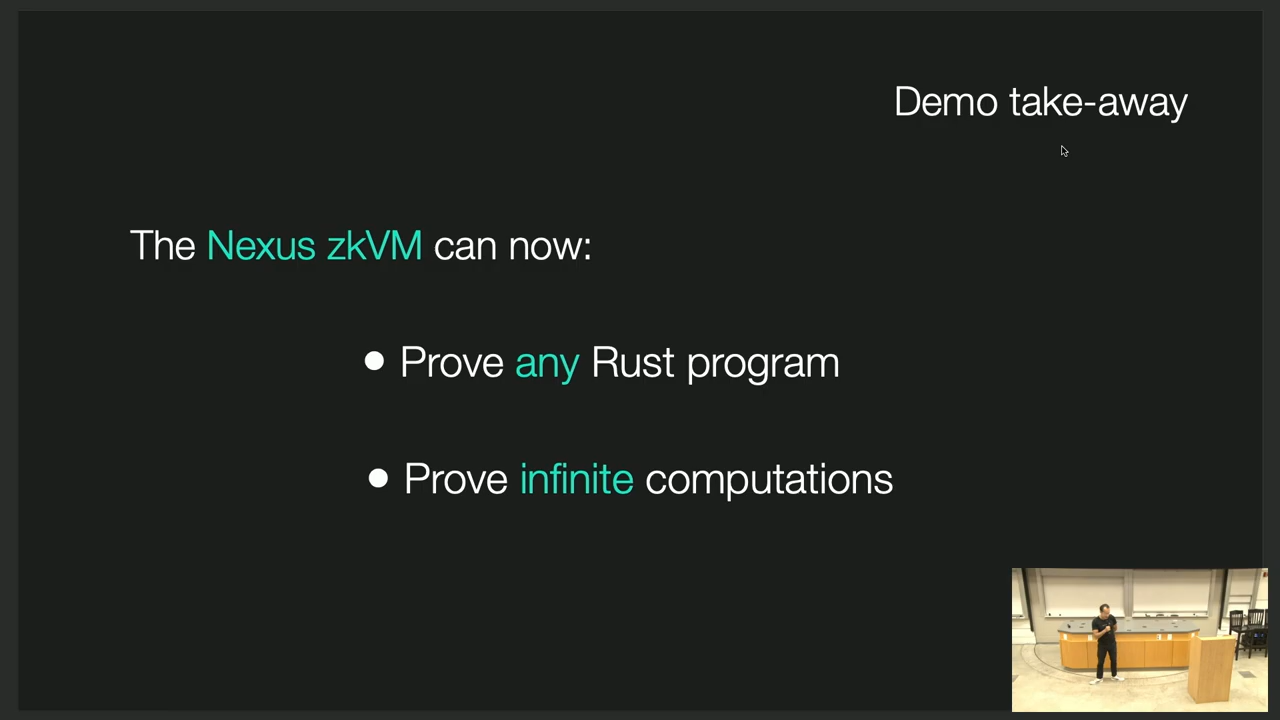 Demo take-away
The Nexus zkVM can now:
● Prove any Rust program
● Prove infinite computations